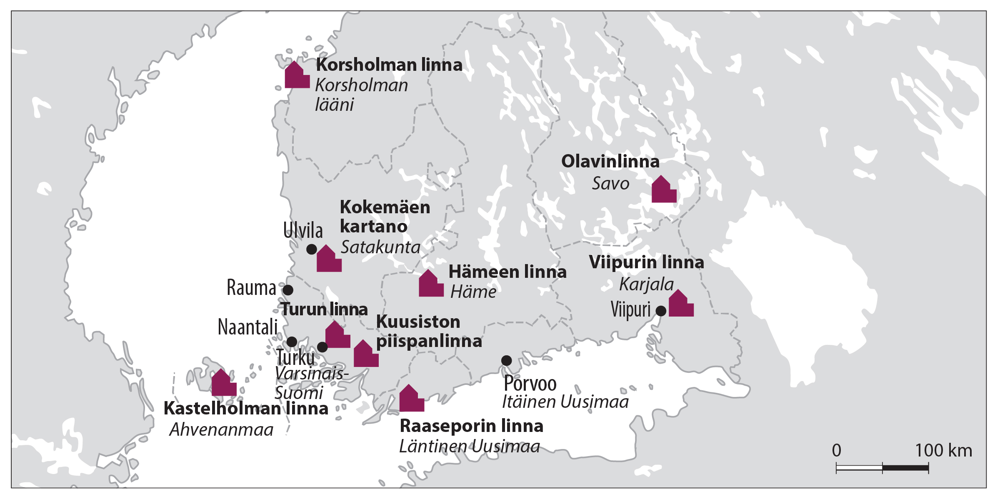 Korsholman linna
Korsholman
lääni
Olavinlinna
Savo
Kokemäen
kartano
Satakunta
Ulvila
Viipurin linna
Karjala
Viipuri
Hämeen linna
Häme
Rauma
Turun linna
Kuusiston
piispanlinna
Naantali
Turku
Varsinais-
Suomi
Porvoo
Itäinen Uusimaa
Kastelholman linna
Ahvenanmaa
Raaseporin linna
Läntinen Uusimaa
0 100 km